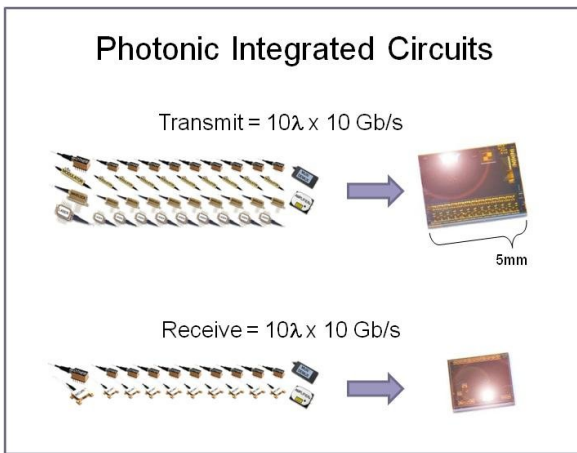 Photonic Integrated Circuits
Transmit = 10λ x 10 Gb/s
5mm
Receive = 10λ x 10 Gb/s